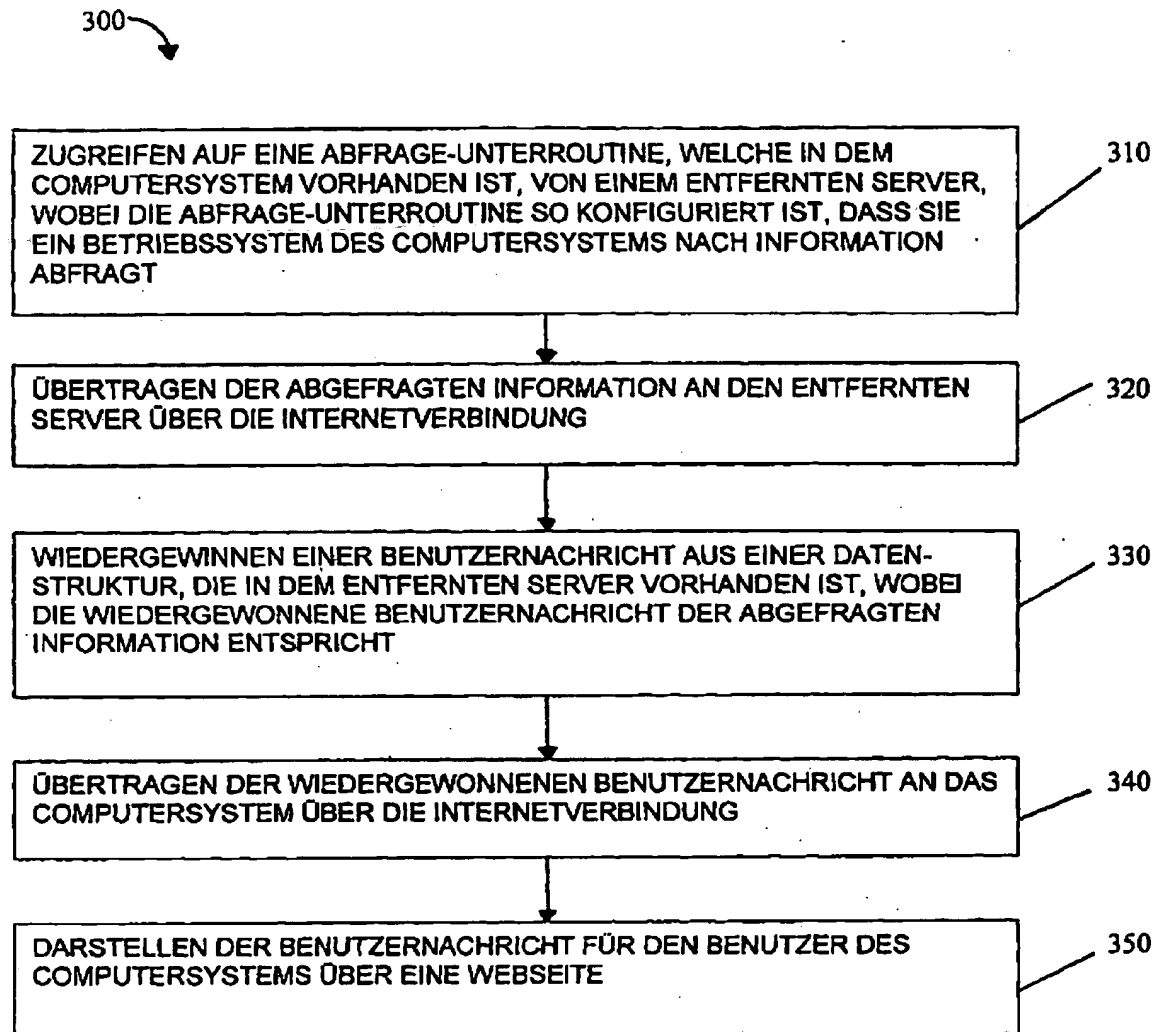 300
ZUGREIFEN AUF EINE ABFRAGE-UNTERROUTINE, WELCHE IN DEM
COMPUTERSYSTEM VORHANDEN IST, VON EINEM ENTFERNTEN SERVER,
WOBEI DIE ABFRAGE-UNTERROUTINE SO KONFIGURIERT IST, DASS SIE
EIN BETRIEBSSYSTEM DES COMPUTERSYSTEMS NACH INFORMATION
ABFRAGT
310
ÜBERTRAGEN DER ABGEFRAGTEN INFORMATION AN DEN ENTFERNTEN
SERVER ÜBER DIE INTERNETVERBINDUNG
320
WIEDERGEWINNEN EINER BENUTZERNACHRICHT AUS EINER DATEN-
STRUKTUR, DIE IN DEM ENTFERNTEN SERVER VORHANDEN IST, WOBEI
DIE WIEDERGEWONNENE BENUTZERNACHRICHT DER ABGEFRAGTEN
INFORMATION ENTSPRICHT
330
ÜBERTRAGEN DER WIEDERGEWONNENEN BENUTZERNACHRICHT AN DAS
COMPUTERSYSTEM ÜBER DIE INTERNETVERBINDUNG
340
DARSTELLEN DER BENUTZERNACHRICHT FÜR DEN BENUTZER DES
COMPUTERSYSTEMS ÜBER EINE WEBSEITE
350